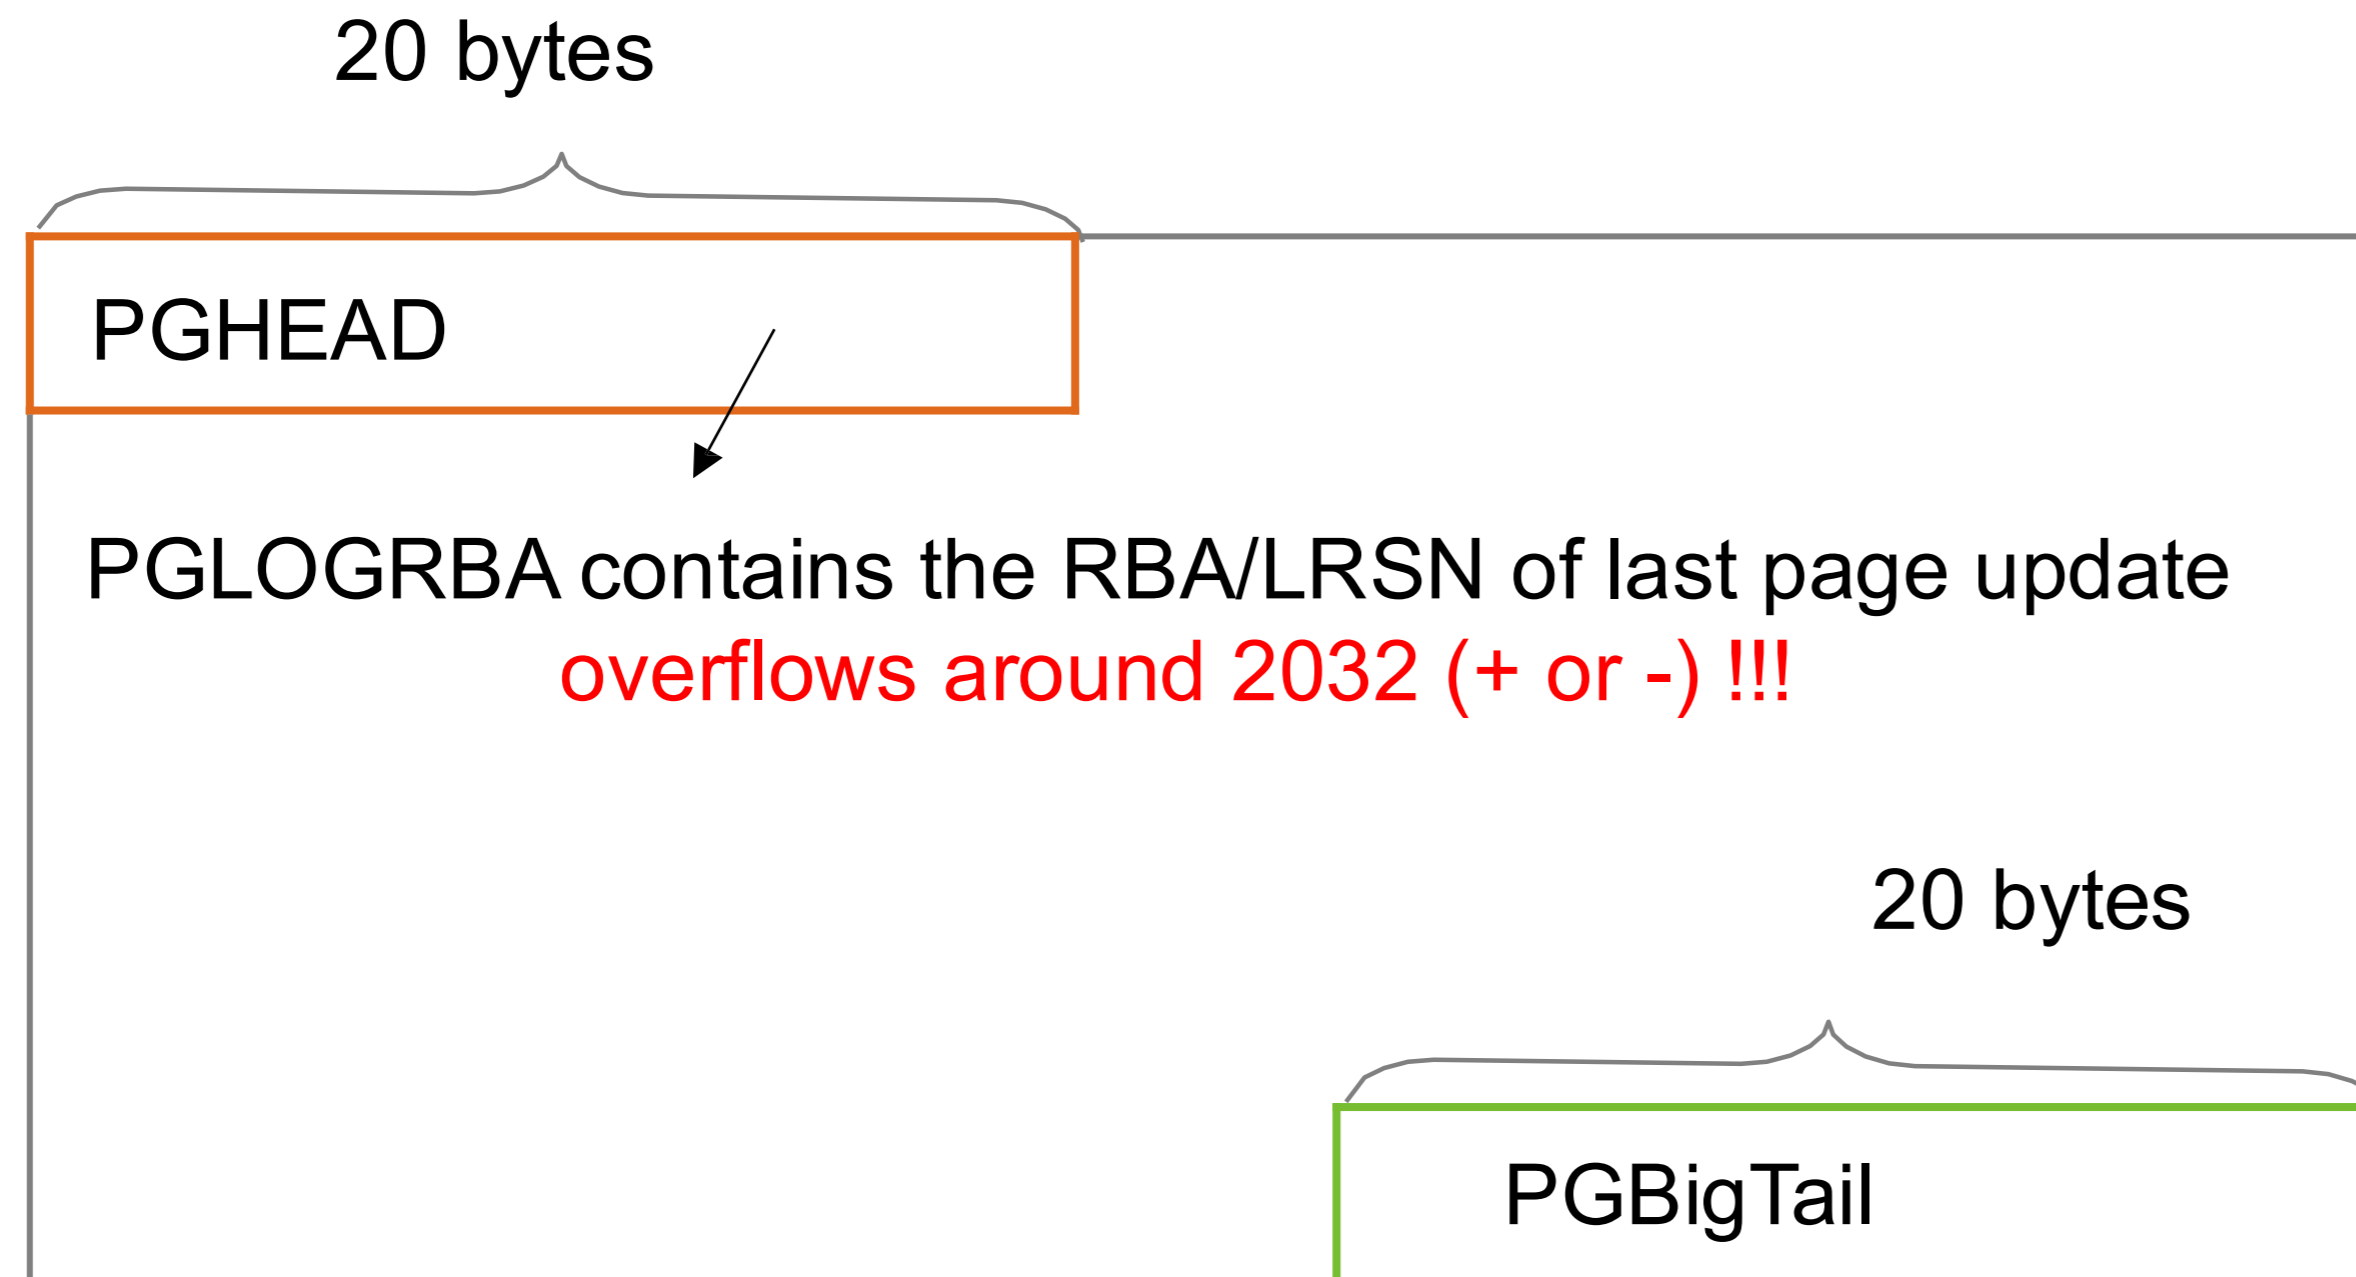 20 bytes
PGHEAD
PGLOGRBA contains the RBA/LRSN of last page update
overflows around 2032 (+ or -) !!!
20 bytes
PGBigTail